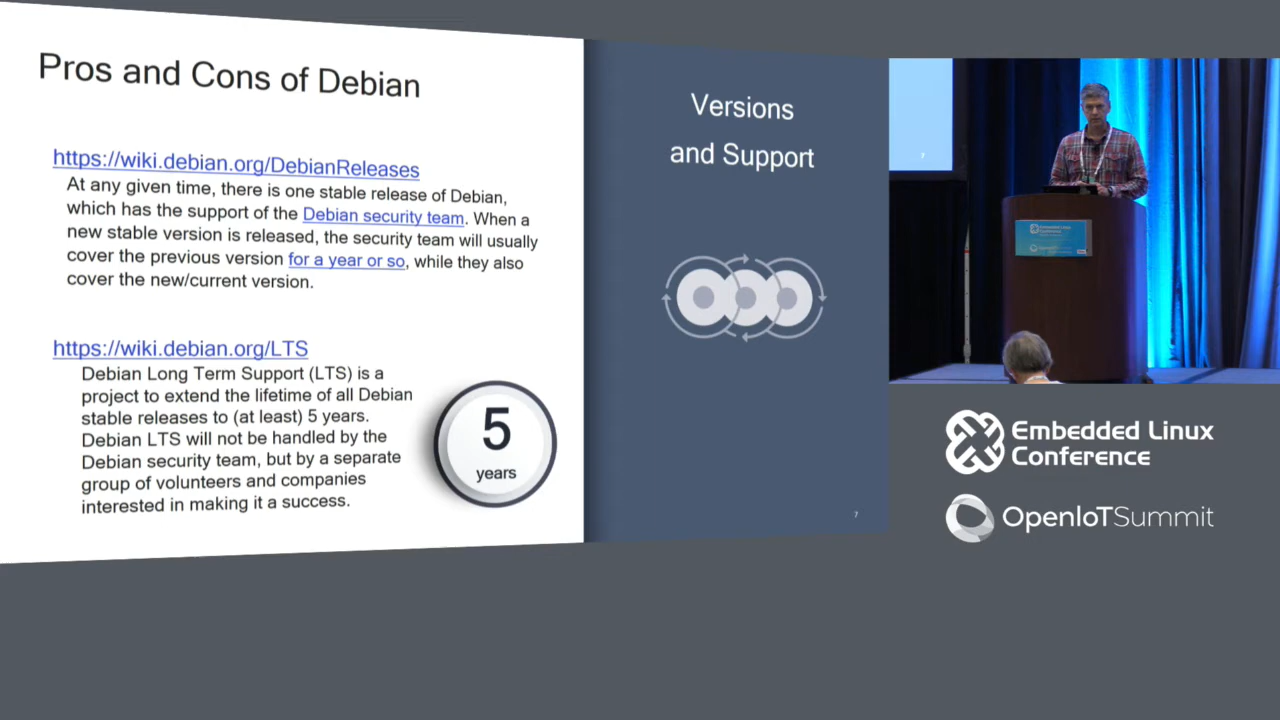 Pros and Cons of Debian
https://wiki.debian.org/DebianReleases
At any given time, there is one stable release of Debian,
which has the support of the Debian security team. When a
new stable version is released, the security team will usually
cover the previous version for a year or so, while they also
cover the new/current version.
https://wiki.debian.org/LTS
Debian Long Term Support (LTS) is a
project to extend the lifetime of all Debian
stable releases to (at least) 5 years.
Debian LTS will not be handled by the
Debian security team, but by a separate
group of volunteers and companies
interested in making it a success.
5
years
Versions
and Support
7
7
Embedded Linux
Conference
OpenIoTSummit
Embedded Linux
Conference
OpenIoTSummit